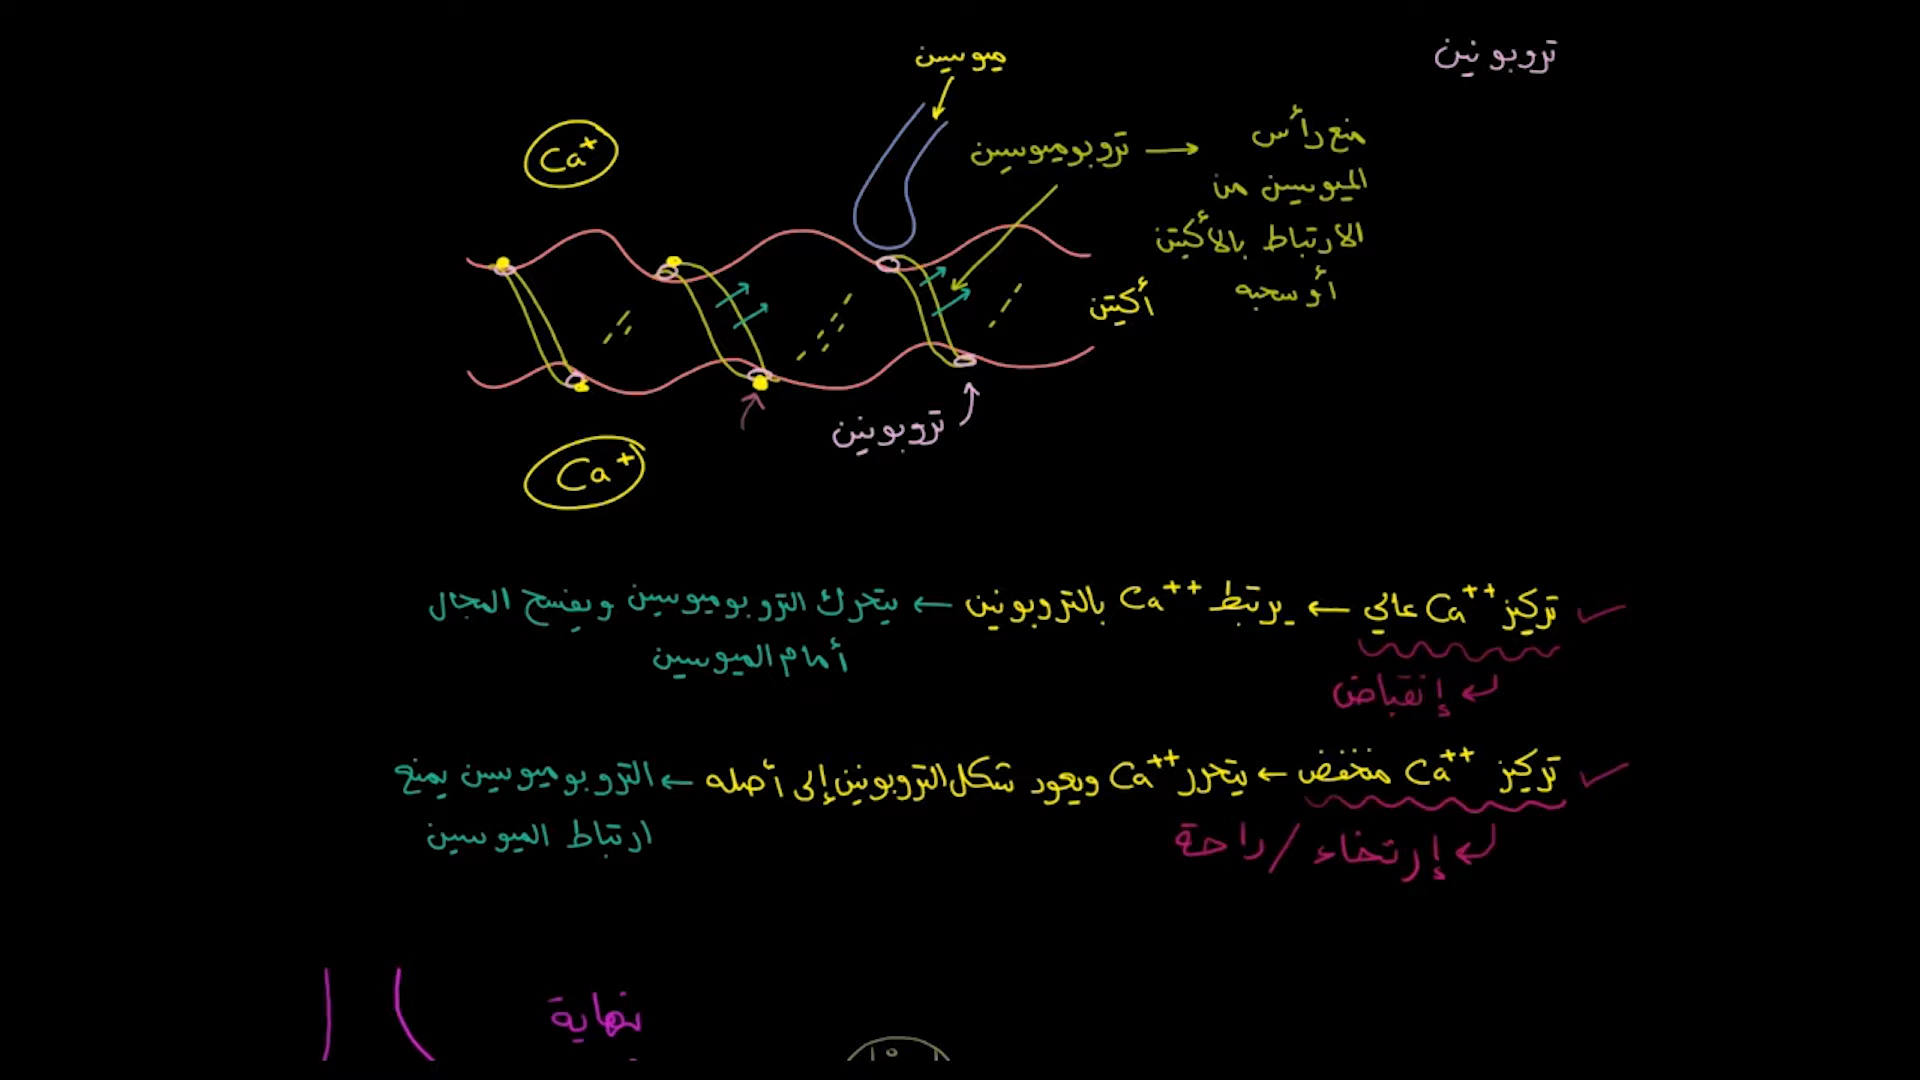 تروبونين
ميوسين
Ca+
تروبوميوسين → منع رأس
الميوسين من
الارتباط بالأكتين
أو سحبه
أكتين
تروبونين
Ca+
تركيز Ca++ عالي ← يرتبط Ca++ بالتروبونين ← يتحرك التروبوميوسين ويفسح المجال
أمام الميوسين
إنقباض
تركيز Ca++ منخفض ← يتحرر Ca++ ويعود شكل التروبونين إلى أصله ← التروبوميوسين يمنع
ارتباط الميوسين
إرتخاء / راحة
نهاية